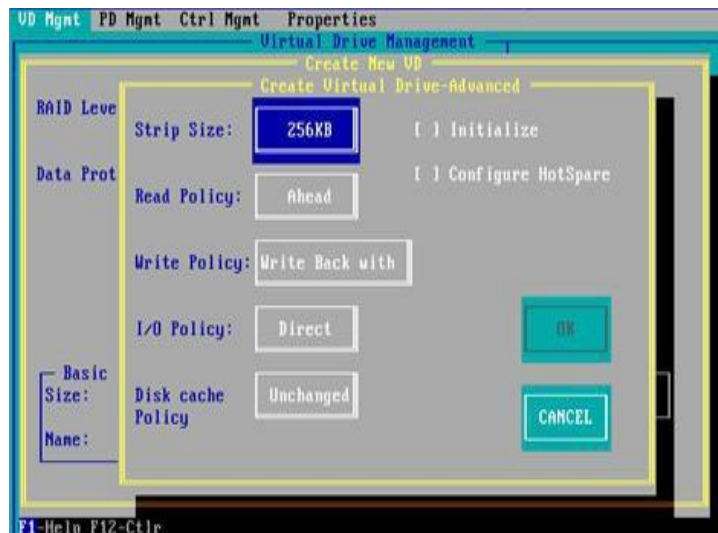 VD Mgmt PD Mgmt Ctrl Mgmt Properties
Virtual Drive Management
Create New VD
Create Virtual Drive-Advanced
RAID Leve
Strip Size: 256KB [ ] Initialize
Data Prot
[ ] Configure HotSpare
Read Policy: Ahead
Write Policy: Write Back with
I/O Policy: Direct OK
Basic
Size:
Disk cache Policy Unchanged
CANCEL
Name:
F1-Help F12-Ctlr